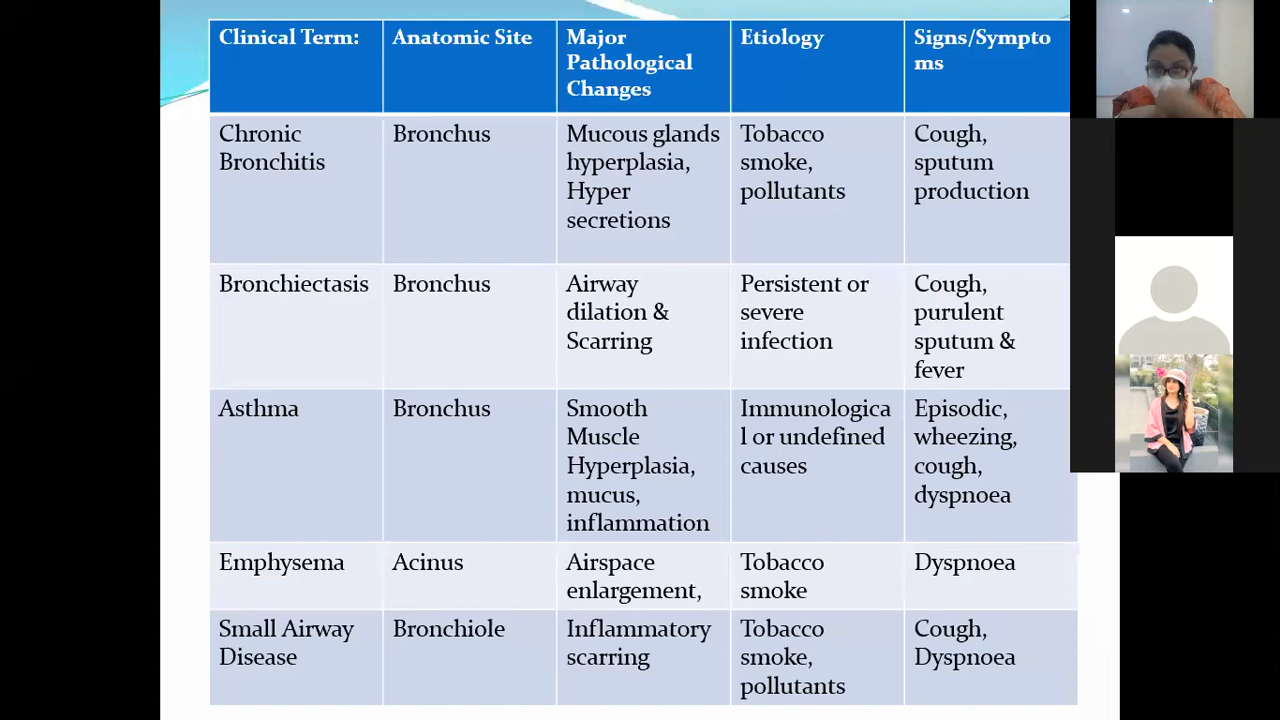 Clinical Term:
Anatomic Site
Major
Pathological
Changes
Etiology
Signs/Sympto
ms
Chronic
Bronchitis
Bronchus
Mucous glands
hyperplasia,
Hyper
secretions
Tobacco
smoke,
pollutants
Cough,
sputum
production
Bronchiectasis
Bronchus
Airway
dilation &
Scarring
Persistent or
severe
infection
Cough,
purulent
sputum &
fever
Asthma
Bronchus
Smooth
Muscle
Hyperplasia,
mucus,
inflammation
Immunologica
l or undefined
causes
Episodic,
wheezing,
cough,
dyspnoea
Emphysema
Acinus
Airspace
enlargement,
Tobacco
smoke
Dyspnoea
Small Airway
Disease
Bronchiole
Inflammatory
scarring
Tobacco
smoke,
pollutants
Cough,
Dyspnoea